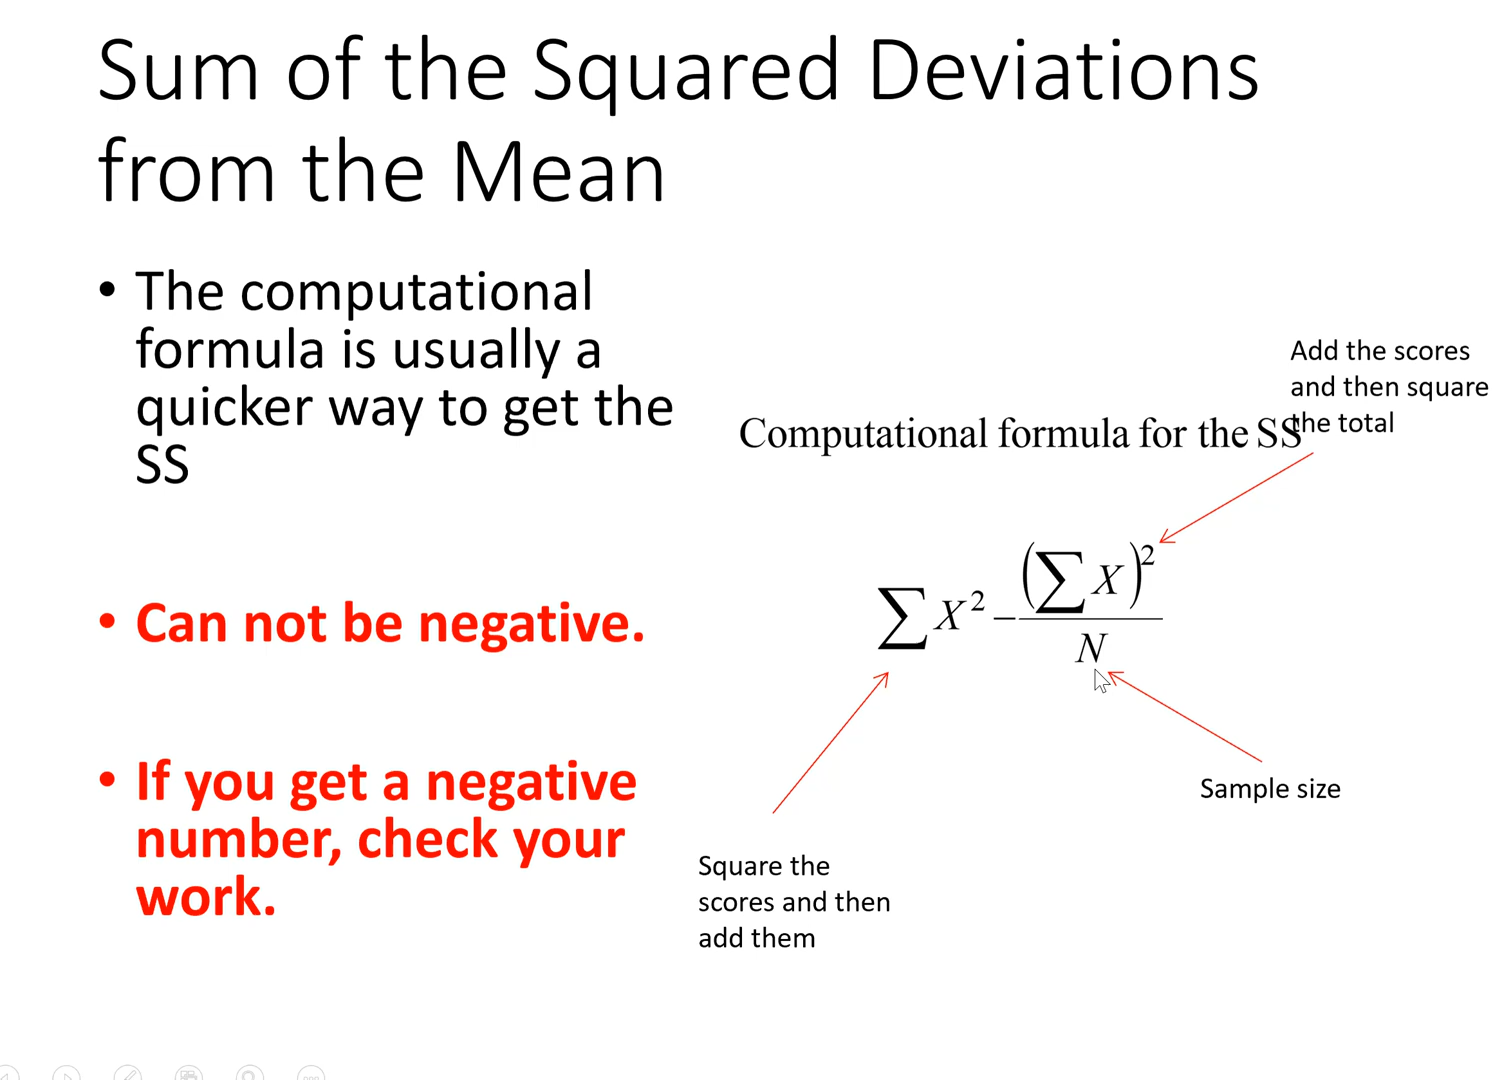 Sum of the Squared Deviations
from the Mean
• The computational
formula is usually a
quicker way to get the
SS
• Can not be negative.
• If you get a negative
number, check your
work.
Add the scores
and then square
the total
Computational formula for the SS
∑ X² − (∑ X)² / N
Sample size
Square the
scores and then
add them